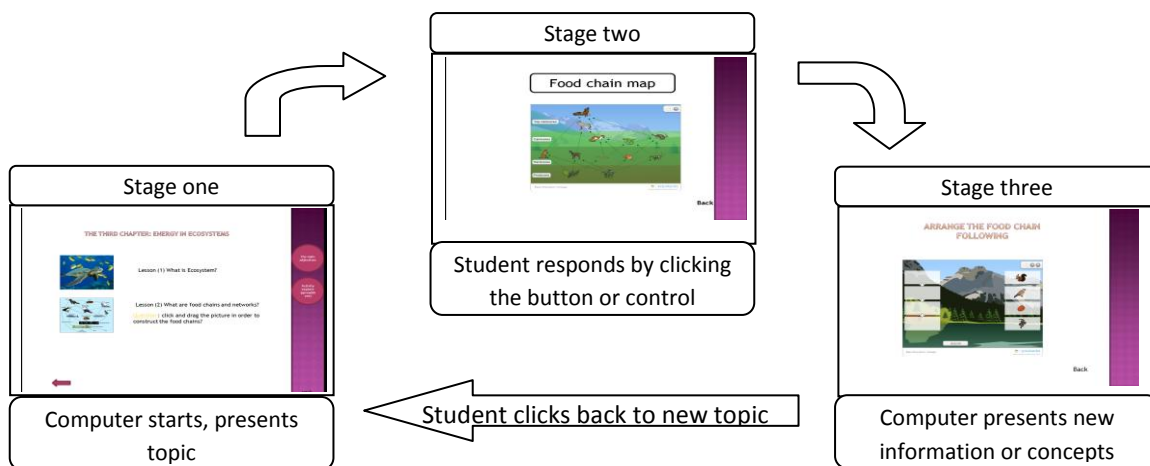 Stage two
Food chain map
Back
Student responds by clicking
the button or control
Stage one
THE THIRD CHAPTER: ENERGY IN ECOSYSTEMS
Lesson (1) What is Ecosystem?
Lesson (2) What are food chains and networks?
: click and drag the picture in order to
construct the food chains?
Computer starts, presents
topic
Stage three
ARRANGE THE FOOD CHAIN
FOLLOWING
Back
Computer presents new
information or concepts
Student clicks back to new topic